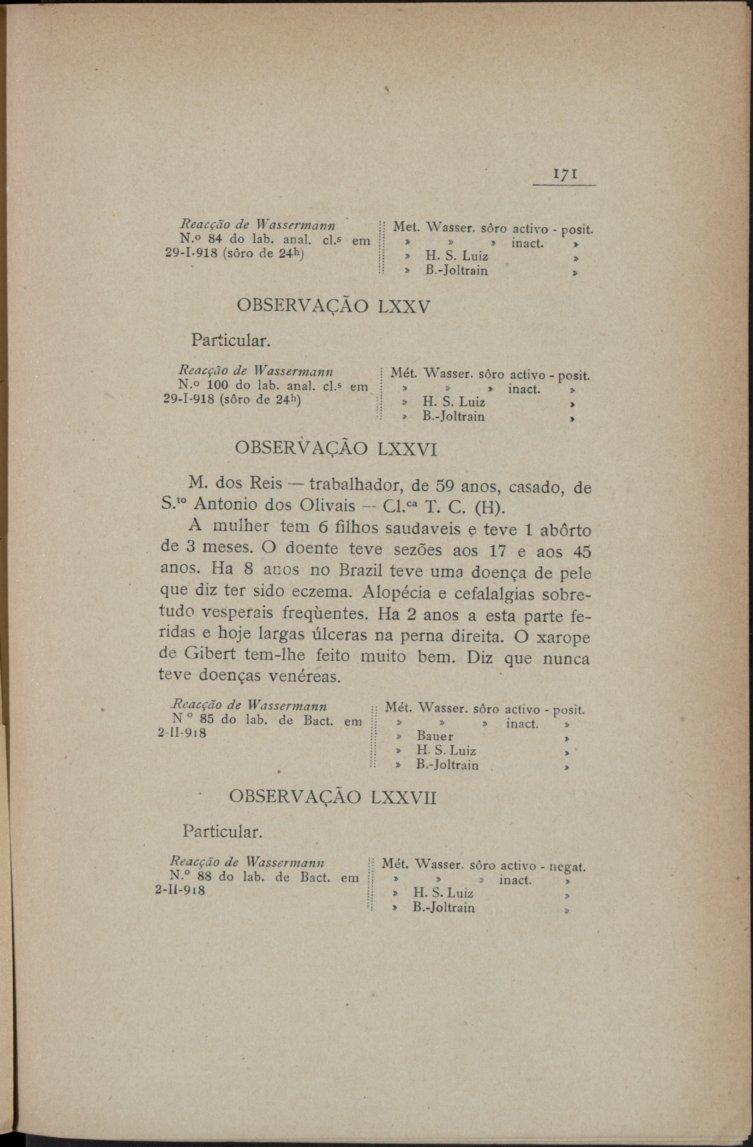 171
Reacção de Wassermann
N.º 84 do lab. anal. cl.s em
29-I-918 (sôro de 24h)
Met. Wasser. sôro activo - posit.
» » » inact. »
» H. S. Luiz »
» B.-Joltrain »
OBSERVAÇÃO LXXV
Particular.
Reacção de Wassermann
N.º 100 do lab. anal. cl.s em
29-I-918 (sôro de 24h)
Mét. Wasser. sôro activo - posit.
» » » inact. »
» H. S. Luiz »
» B.-Joltrain »
OBSERVAÇÃO LXXVI
M. dos Reis — trabalhador, de 59 anos, casado, de
S.to Antonio dos Olivais — Cl.ca T. C. (H).
A mulher tem 6 filhos saudaveis e teve 1 abôrto
de 3 meses. O doente teve sezões aos 17 e aos 45
anos. Ha 8 anos no Brazil teve uma doença de pele
que diz ter sido eczema. Alopécia e cefalalgias sobre-
tudo vesperais freqùentes. Ha 2 anos a esta parte fe-
ridas e hoje largas úlceras na perna direita. O xarope
de Gibert tem-lhe feito muito bem. Diz que nunca
teve doenças venéreas.
Reacção de Wassermann
N º 85 do lab. de Bact. em
2-II-918
Mét. Wasser. sôro activo - posit.
» » » inact. »
» Bauer »
» H. S. Luiz »
» B.-Joltrain »
OBSERVAÇÃO LXXVII
Particular.
Reacção de Wassermann
N.º 88 do lab. de Bact. em
2-II-918
Mét. Wasser. sôro activo - negat.
» » » inact. »
» H. S. Luiz »
» B.-Joltrain »